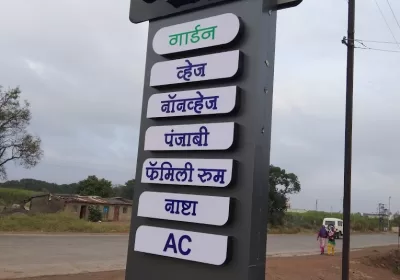 गार्डन
व्हेज
नॉनव्हेज
पंजाबी
फॅमिली रुम
नाष्टा
AC